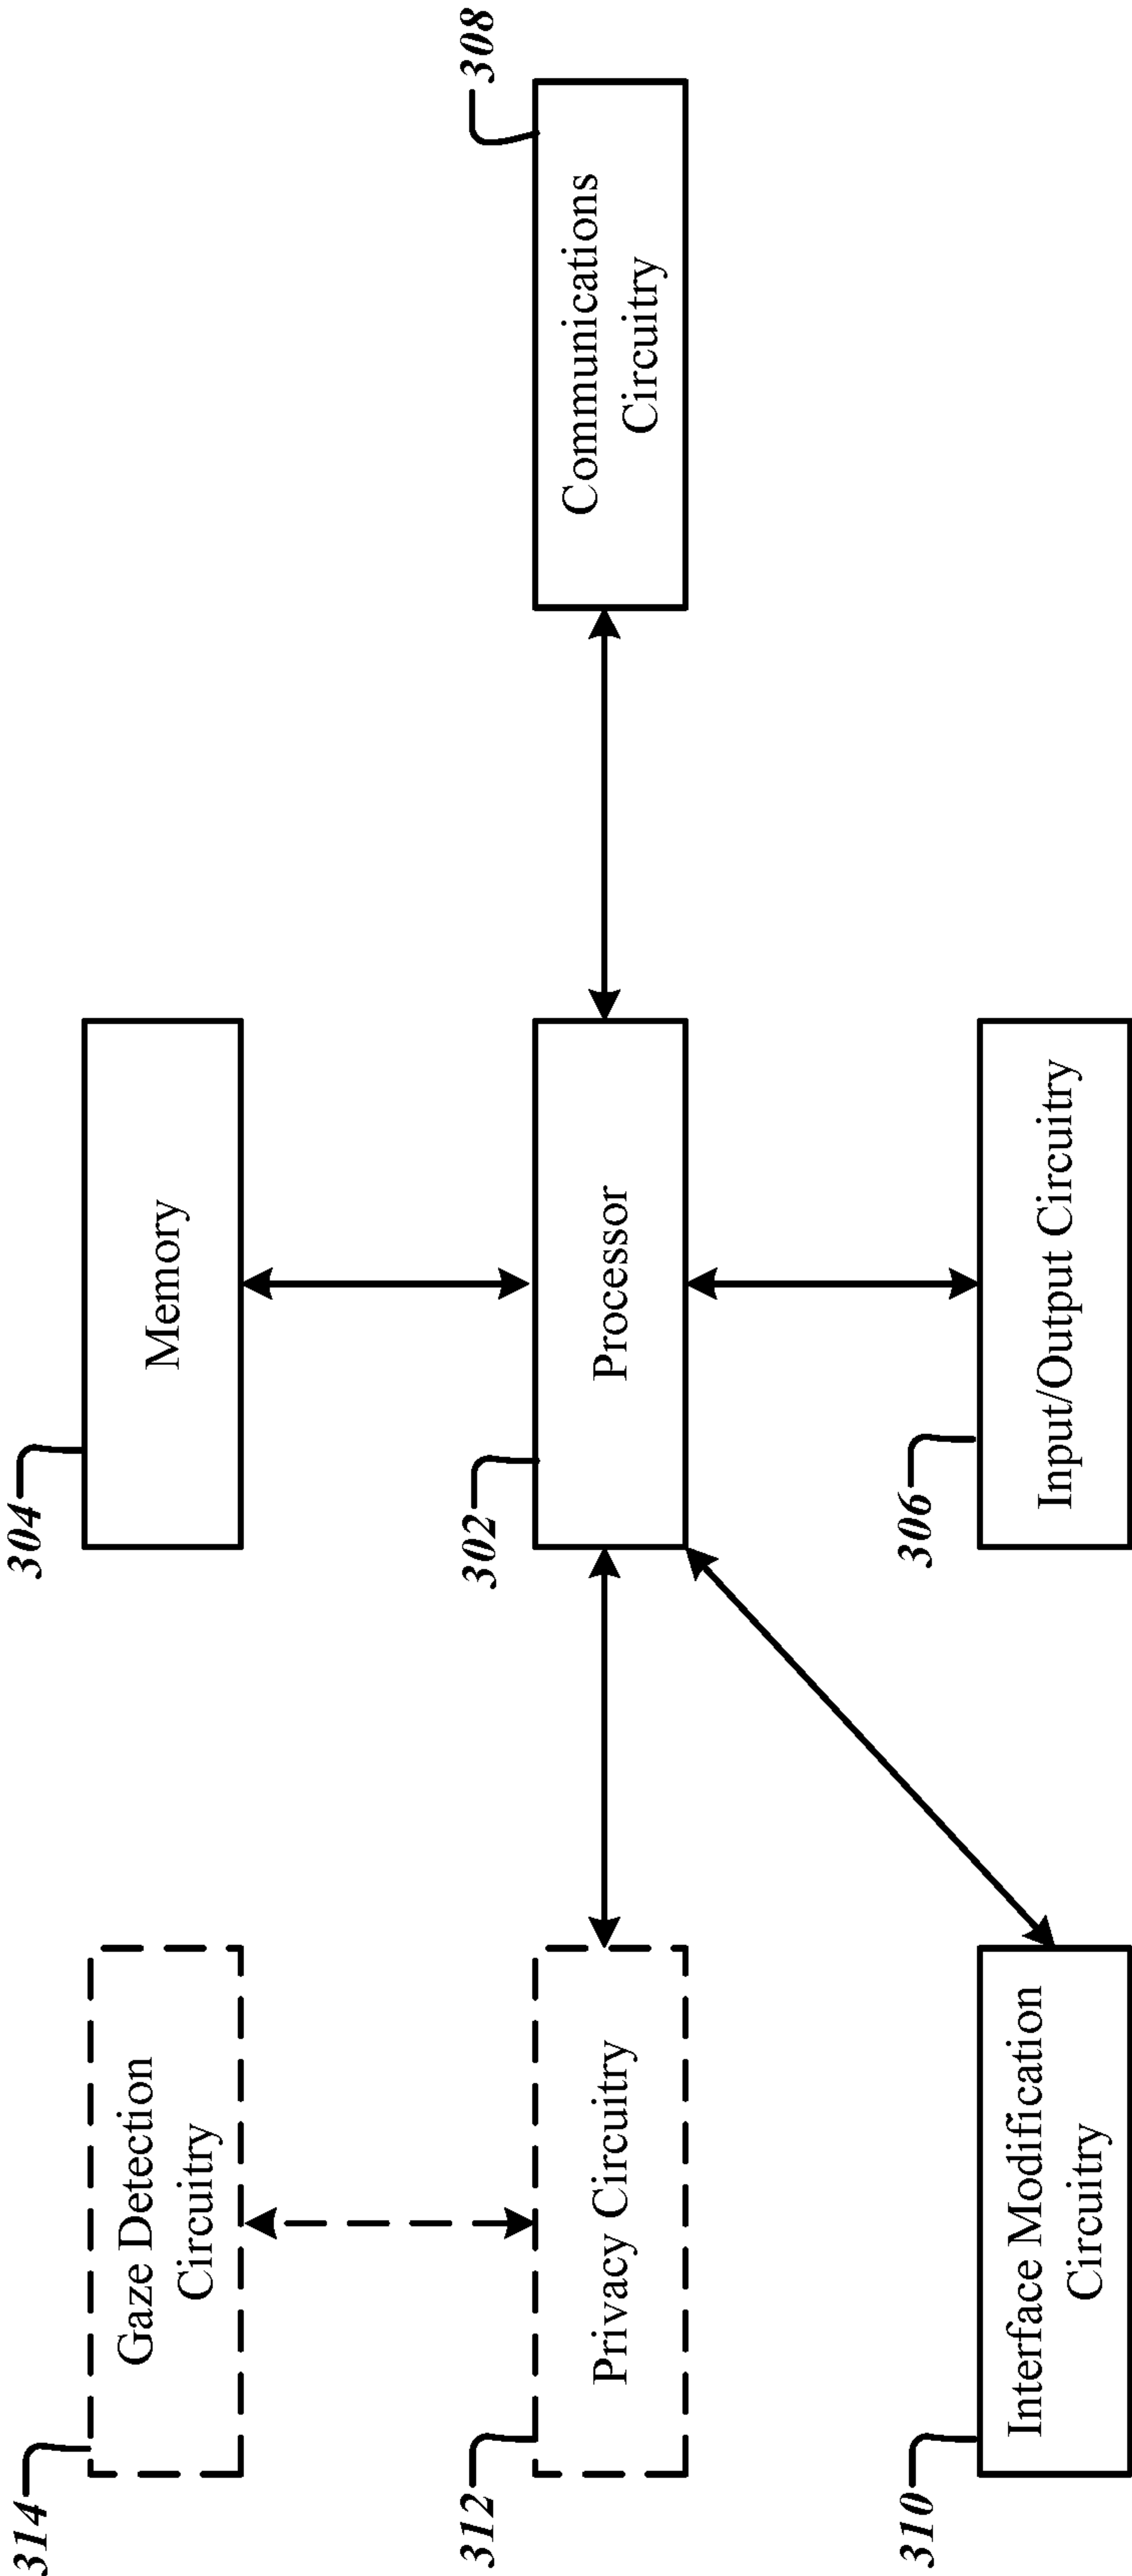 314
Gaze Detection
Circuitry
304
Memory
312
Privacy Circuitry
302
Processor
308
Communications
Circuitry
310
Interface Modification
Circuitry
306
Input/Output Circuitry